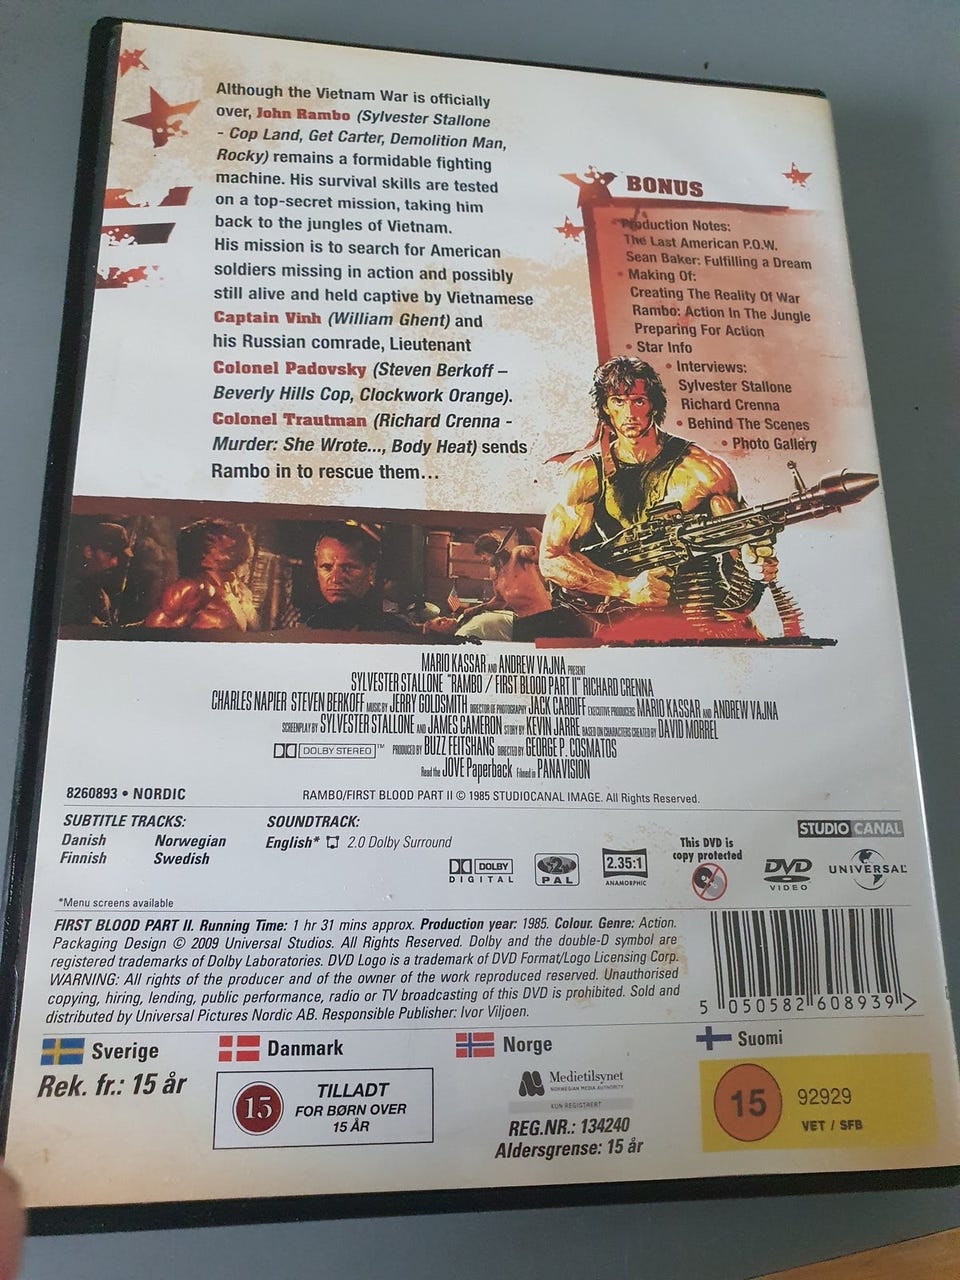 Although the Vietnam War is officially
over, John Rambo (Sylvester Stallone
- Cop Land, Get Carter, Demolition Man,
Rocky) remains a formidable fighting
machine. His survival skills are tested
on a top-secret mission, taking him
back to the jungles of Vietnam.
His mission is to search for American
soldiers missing in action and possibly
still alive and held captive by Vietnamese
Captain Vinh (William Ghent) and
his Russian comrade, Lieutenant
Colonel Padovsky (Steven Berkoff –
Beverly Hills Cop, Clockwork Orange).
Colonel Trautman (Richard Crenna -
Murder: She Wrote..., Body Heat) sends
Rambo in to rescue them...
BONUS
• Production Notes:
The Last American P.O.W.
Sean Baker: Fulfilling a Dream
• Making Of:
Creating The Reality Of War
Rambo: Action In The Jungle
Preparing For Action
• Star Info
• Interviews:
Sylvester Stallone
Richard Crenna
• Behind The Scenes
• Photo Gallery
MARIO KASSAR AND ANDREW VAJNA PRESENT
SYLVESTER STALLONE "RAMBO / FIRST BLOOD PART II" RICHARD CRENNA
CHARLES NAPIER STEVEN BERKOFF MUSIC BY JERRY GOLDSMITH DIRECTOR OF PHOTOGRAPHY JACK CARDIFF EXECUTIVE PRODUCERS MARIO KASSAR AND ANDREW VAJNA
SCREENPLAY BY SYLVESTER STALLONE AND JAMES CAMERON STORY BY KEVIN JARRE BASED ON CHARACTERS CREATED BY DAVID MORREL
DOLBY STEREO™ PRODUCED BY BUZZ FEITSHANS DIRECTED BY GEORGE P. COSMATOS
Read the JOVE Paperback Filmed in PANAVISION
8260893 • NORDIC
RAMBO/FIRST BLOOD PART II © 1985 STUDIOCANAL IMAGE. All Rights Reserved.
SUBTITLE TRACKS:
Danish Norwegian
Finnish Swedish
SOUNDTRACK:
English* 2.0 Dolby Surround
STUDIO CANAL
DOLBY
DIGITAL
2
PAL
2.35:1
ANAMORPHIC
This DVD is
copy protected
DVD
VIDEO
UNIVERSAL
*Menu screens available
FIRST BLOOD PART II. Running Time: 1 hr 31 mins approx. Production year: 1985. Colour. Genre: Action.
Packaging Design © 2009 Universal Studios. All Rights Reserved. Dolby and the double-D symbol are
registered trademarks of Dolby Laboratories. DVD Logo is a trademark of DVD Format/Logo Licensing Corp.
WARNING: All rights of the producer and of the owner of the work reproduced reserved. Unauthorised
copying, hiring, lending, public performance, radio or TV broadcasting of this DVD is prohibited. Sold and
distributed by Universal Pictures Nordic AB. Responsible Publisher: Ivor Viljoen.
5 050582 608939 >
Sverige
Rek. fr.: 15 år
Danmark
15
TILLADT
FOR BØRN OVER
15 ÅR
Norge
Medietilsynet
NORWEGIAN MEDIA AUTHORITY
KUN REGISTRERT
REG.NR.: 134240
Aldersgrense: 15 år
Suomi
15
92929
VET / SFB